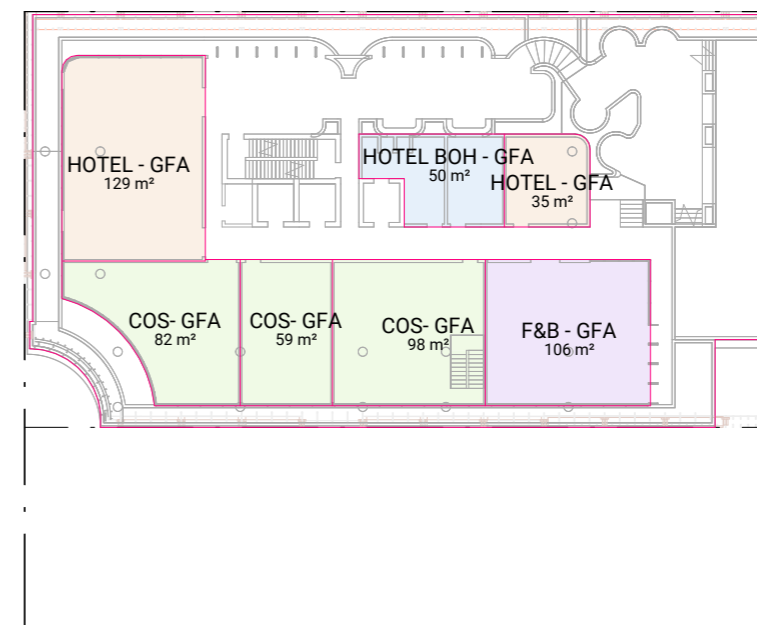 HOTEL - GFA
129 m²
HOTEL BOH - GFA
50 m²
HOTEL - GFA
35 m²
COS- GFA
82 m²
COS- GFA
59 m²
COS- GFA
98 m²
F&B - GFA
106 m²